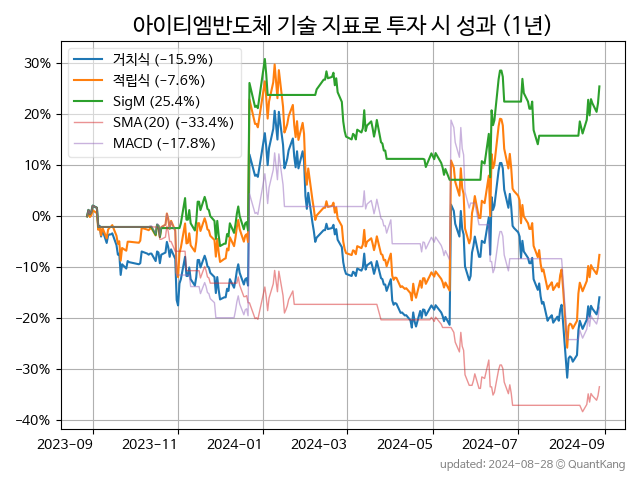 아이티엠반도체 기술 지표로 투자 시 성과 (1년)
거치식 (−15.9%)
적립식 (−7.6%)
SigM (25.4%)
SMA(20) (−33.4%)
MACD (−17.8%)
30%
20%
10%
0%
−10%
−20%
−30%
−40%
2023-09 2023-11 2024-01 2024-03 2024-05 2024-07 2024-09
updated: 2024-08-28 © QuantKang